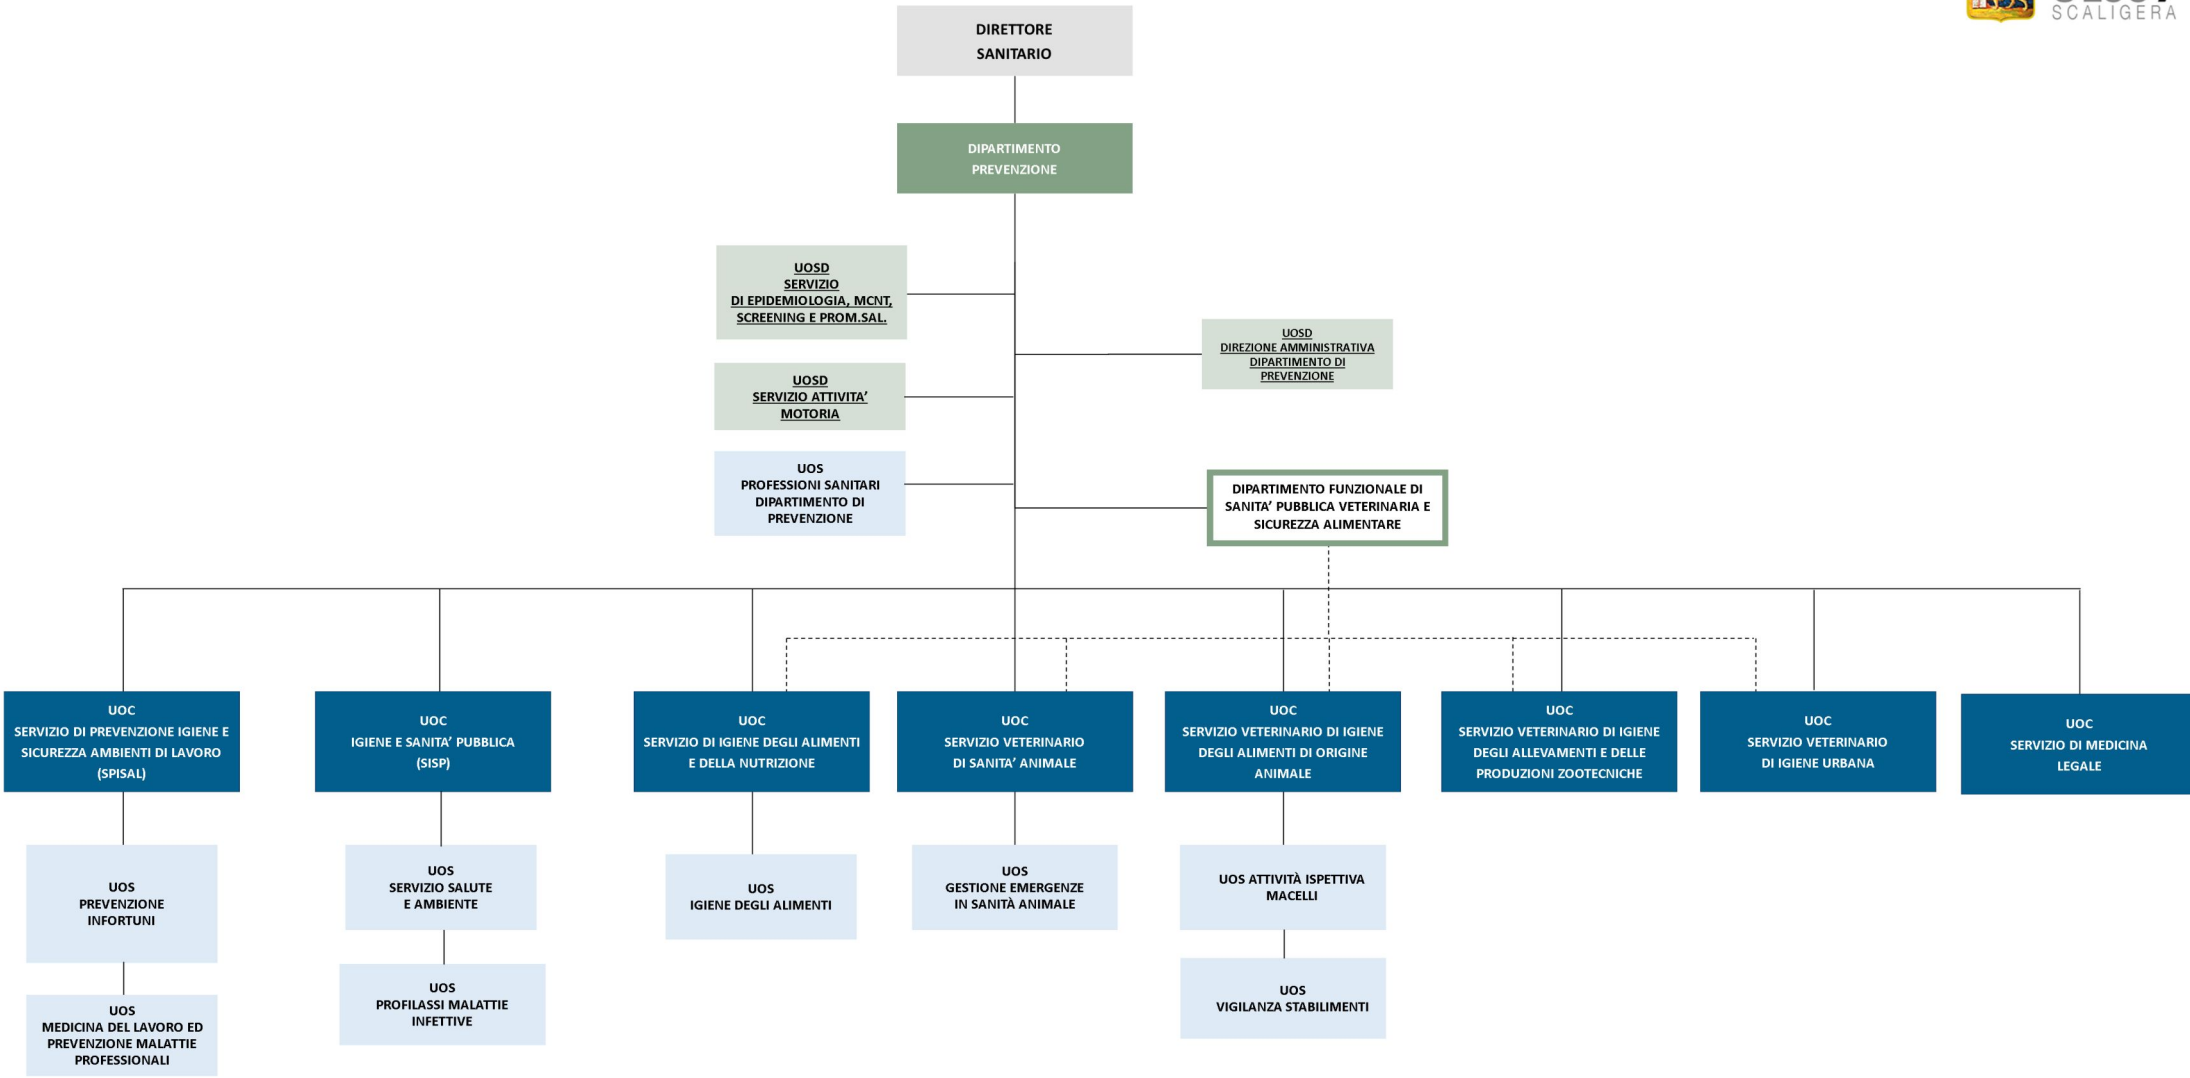 SCALIGERA
DIRETTORE
SANITARIO
DIPARTIMENTO
PREVENZIONE
UOSD
SERVIZIO
DI EPIDEMIOLOGIA, MCNT,
SCREENING E PROM.SAL.
UOSD
DIREZIONE AMMINISTRATIVA
DIPARTIMENTO DI
PREVENZIONE
UOSD
SERVIZIO ATTIVITA’
MOTORIA
UOS
PROFESSIONI SANITARI
DIPARTIMENTO DI
PREVENZIONE
DIPARTIMENTO FUNZIONALE DI
SANITA’ PUBBLICA VETERINARIA E
SICUREZZA ALIMENTARE
UOC
SERVIZIO DI PREVENZIONE IGIENE E
SICUREZZA AMBIENTI DI LAVORO
(SPISAL)
UOC
IGIENE E SANITA’ PUBBLICA
(SISP)
UOC
SERVIZIO DI IGIENE DEGLI ALIMENTI
E DELLA NUTRIZIONE
UOC
SERVIZIO VETERINARIO
DI SANITA’ ANIMALE
UOC
SERVIZIO VETERINARIO DI IGIENE
DEGLI ALIMENTI DI ORIGINE
ANIMALE
UOC
SERVIZIO VETERINARIO DI IGIENE
DEGLI ALLEVAMENTI E DELLE
PRODUZIONI ZOOTECNICHE
UOC
SERVIZIO VETERINARIO
DI IGIENE URBANA
UOC
SERVIZIO DI MEDICINA
LEGALE
UOS
PREVENZIONE
INFORTUNI
UOS
SERVIZIO SALUTE
E AMBIENTE
UOS
IGIENE DEGLI ALIMENTI
UOS
GESTIONE EMERGENZE
IN SANITÀ ANIMALE
UOS ATTIVITÀ ISPETTIVA
MACELLI
UOS
MEDICINA DEL LAVORO ED
PREVENZIONE MALATTIE
PROFESSIONALI
UOS
PROFILASSI MALATTIE
INFETTIVE
UOS
VIGILANZA STABILIMENTI